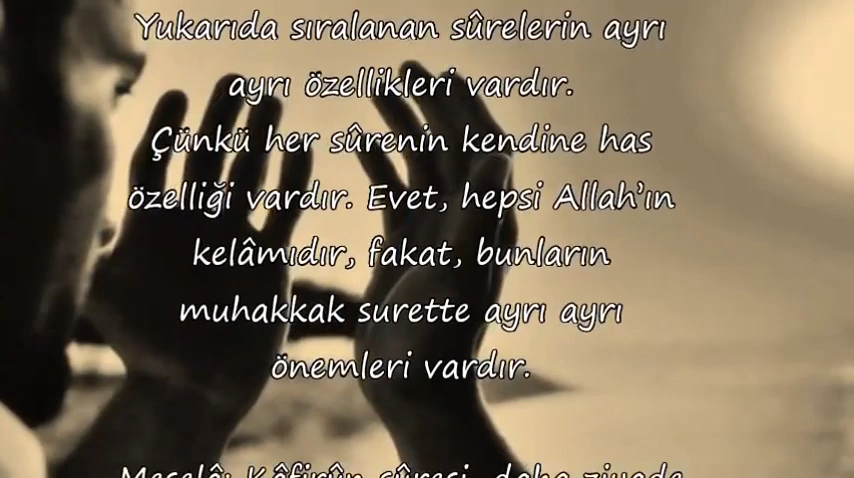 Yukarıda sıralanan sûrelerin ayrı
ayrı özellikleri vardır.
Çünkü her sûrenin kendine has
özelliği vardır. Evet, hepsi Allah'ın
kelâmıdır, fakat, bunların
muhakkak surette ayrı ayrı
önemleri vardır.
Meselâ; Kâfirûn sûresi, daha ziyade